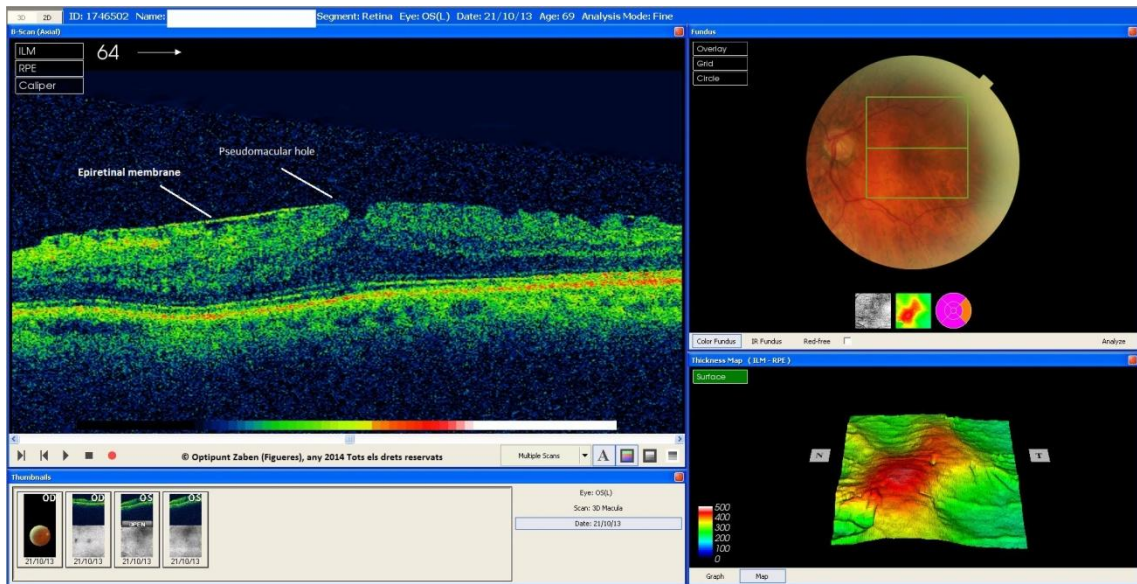 3D 2D ID: 1746502 Name: Segment: Retina Eye: OS(L) Date: 21/10/13 Age: 69 Analysis Mode: Fine
B-Scan (Axial)
ILM
RPE
Caliper
64
Pseudomacular hole
Epiretinal membrane
© Optipunt Zaben (Figueres), any 2014 Tots els drets reservats
Multiple Scans
A
Thumbnails
OD OD OS OS
OPEN
21/10/13 21/10/13 21/10/13 21/10/13
Eye: OS(L)
Scan: 3D Macula
Date: 21/10/13
Fundus
Overlay
Grid
Circle
Color Fundus IR Fundus Red-free Analyze
Thickness Map ( ILM - RPE )
Surface
N T
500
400
300
200
100
0
Graph Map